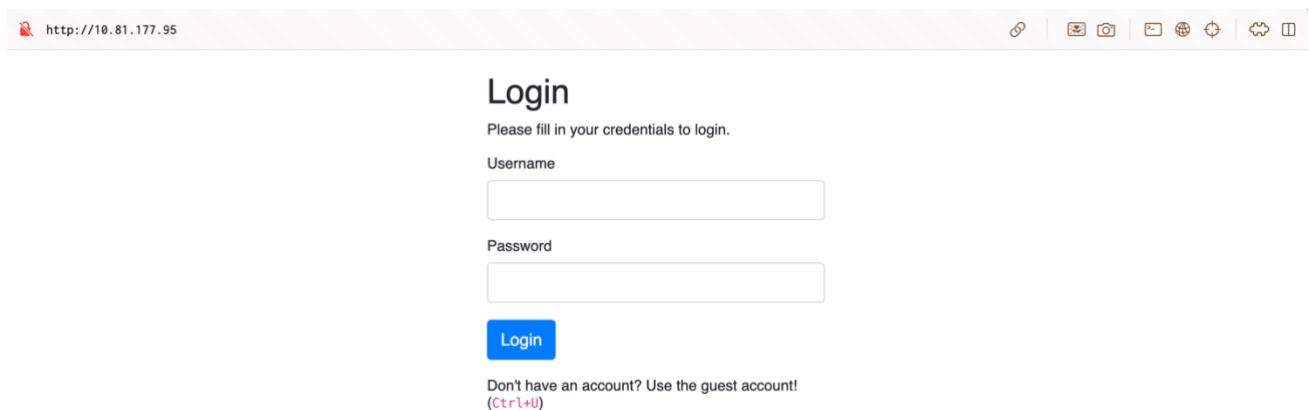 http://10.81.177.95
Login
Please fill in your credentials to login.
Username
Password
Login
Don't have an account? Use the guest account!
(Ctrl+U)